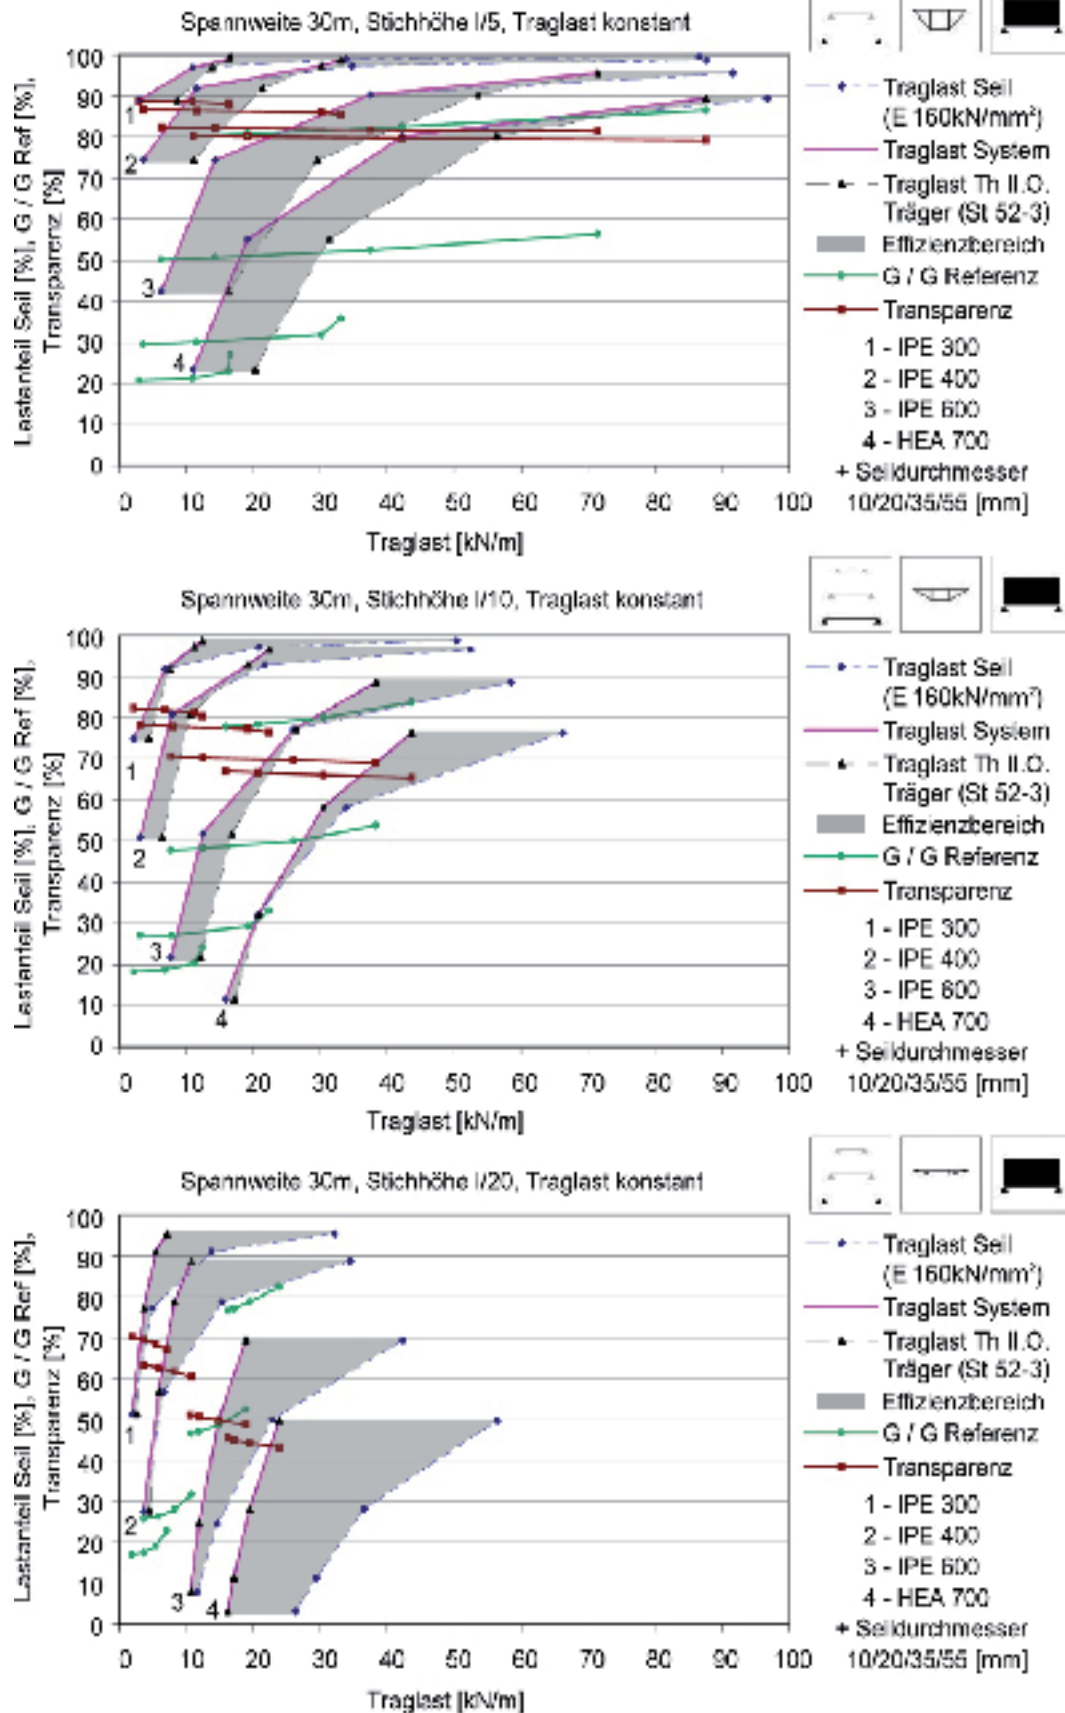 Spannweite 30m, Stichhöhe l/5, Traglast konstant
Lastanteil Seil [%], G / G Ref [%],
Transparenz [%]
100
90
80
70
60
50
40
30
20
10
0
1
2
3
4
0 10 20 30 40 50 60 70 80 90 100
Traglast [kN/m]
Traglast Seil
(E 160kN/mm²)
Traglast System
Traglast Th II.O.
Träger (St 52-3)
Effizienzbereich
G / G Referenz
Transparenz
1 - IPE 300
2 - IPE 400
3 - IPE 600
4 - HEA 700
+ Seildurchmesser
10/20/35/55 [mm]
Spannweite 30m, Stichhöhe l/10, Traglast konstant
Lastanteil Seil [%], G / G Ref [%],
Transparenz [%]
100
90
80
70
60
50
40
30
20
10
0
1
2
3
4
0 10 20 30 40 50 60 70 80 90 100
Traglast [kN/m]
Traglast Seil
(E 160kN/mm²)
Traglast System
Traglast Th II.O.
Träger (St 52-3)
Effizienzbereich
G / G Referenz
Transparenz
1 - IPE 300
2 - IPE 400
3 - IPE 600
4 - HEA 700
+ Seildurchmesser
10/20/35/55 [mm]
Spannweite 30m, Stichhöhe l/20, Traglast konstant
Lastanteil Seil [%], G / G Ref [%],
Transparenz [%]
100
90
80
70
60
50
40
30
20
10
0
1
2
3
4
0 10 20 30 40 50 60 70 80 90 100
Traglast [kN/m]
Traglast Seil
(E 160kN/mm²)
Traglast System
Traglast Th II.O.
Träger (St 52-3)
Effizienzbereich
G / G Referenz
Transparenz
1 - IPE 300
2 - IPE 400
3 - IPE 600
4 - HEA 700
+ Seildurchmesser
10/20/35/55 [mm]